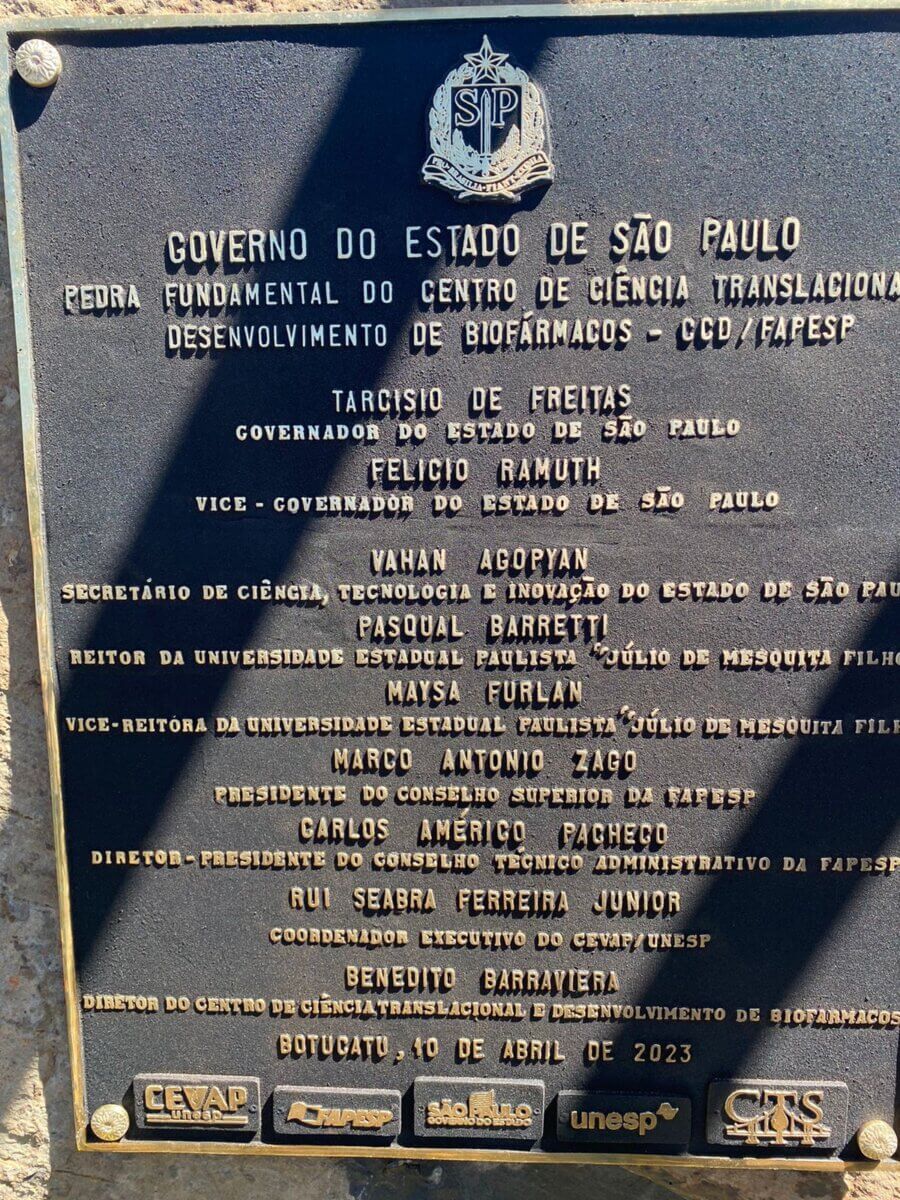 SP
PRO·BRASILIA·FIANT·EXIMIA
GOVERNO DO ESTADO DE SÃO PAULO
PEDRA FUNDAMENTAL DO CENTRO DE CIÊNCIA TRANSLACIONA
DESENVOLVIMENTO DE BIOFÁRMACOS - CCD/FAPESP
TARCISIO DE FREITAS
GOVERNADOR DO ESTADO DE SÃO PAULO
FELICIO RAMUTH
VICE-GOVERNADOR DO ESTADO DE SÃO PAULO
VAHAN AGOPYAN
SECRETÁRIO DE CIÊNCIA, TECNOLOGIA E INOVAÇÃO DO ESTADO DE SÃO PAU
PASQUAL BARRETTI
REITOR DA UNIVERSIDADE ESTADUAL PAULISTA "JÚLIO DE MESQUITA FILHO
MAYSA FURLAN
VICE-REITÓRA DA UNIVERSIDADE ESTADUAL PAULISTA "JÚLIO DE MESQUITA FILH
MARCO ANTONIO ZAGO
PRESIDENTE DO CONSELHO SUPERIOR DA FAPESP
CARLOS AMÉRICO PACHECO
DIRETOR-PRESIDENTE DO CONSELHO TÉCNICO ADMINISTRATIVO DA FAPESP
RUI SEABRA FERREIRA JUNIOR
COORDENADOR EXECUTIVO DO CEVAP/UNESP
BENEDITO BARRAVIERA
DIRETOR DO CENTRO DE CIÊNCIA TRANSLACIONAL E DESENVOLVIMENTO DE BIOFÁRMACOS
BOTUCATU, 10 DE ABRIL DE 2023
CEVAP
unesp
FAPESP
SÃO PAULO
GOVERNO DO ESTADO
unesp
CTS